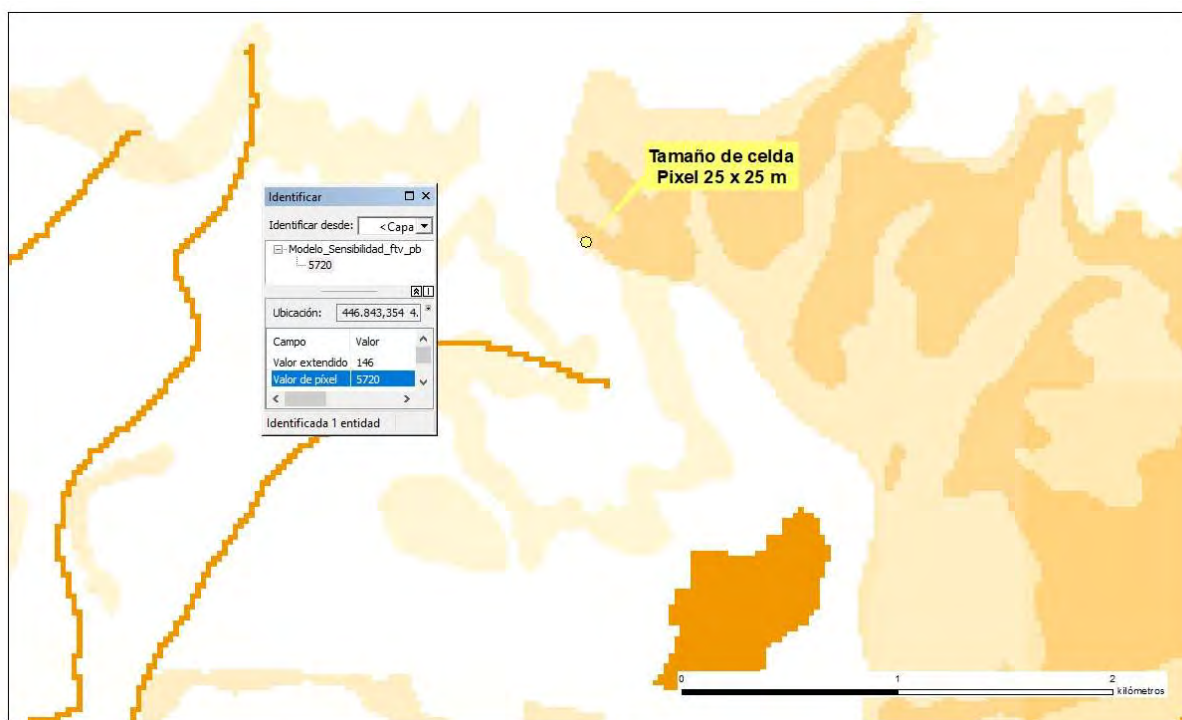 Tamaño de celda
Pixel 25 x 25 m
Identificar
Identificar desde: <Capa
Modelo_Sensibilidad_ftv_pb
5720
Ubicación: 446.843,354 4.
Campo Valor
Valor extendido 146
Valor de píxel 5720
Identificada 1 entidad
0 1 2
kilómetros